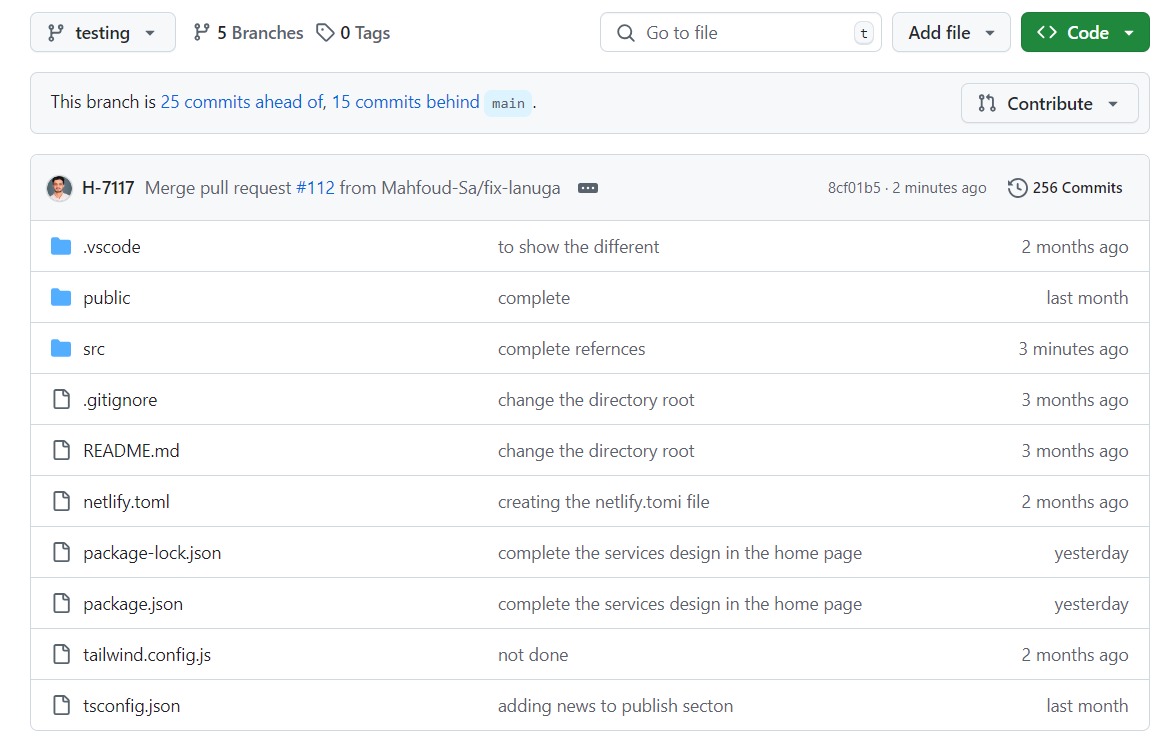 testing 5 Branches 0 Tags Go to file t Add file Code
This branch is 25 commits ahead of, 15 commits behind main .
Contribute
H-7117 Merge pull request #112 from Mahfoud-Sa/fix-lanuga 8cf01b5 · 2 minutes ago 256 Commits
.vscode to show the different 2 months ago
public complete last month
src complete refernces 3 minutes ago
.gitignore change the directory root 3 months ago
README.md change the directory root 3 months ago
netlify.toml creating the netlify.tomi file 2 months ago
package-lock.json complete the services design in the home page yesterday
package.json complete the services design in the home page yesterday
tailwind.config.js not done 2 months ago
tsconfig.json adding news to publish secton last month